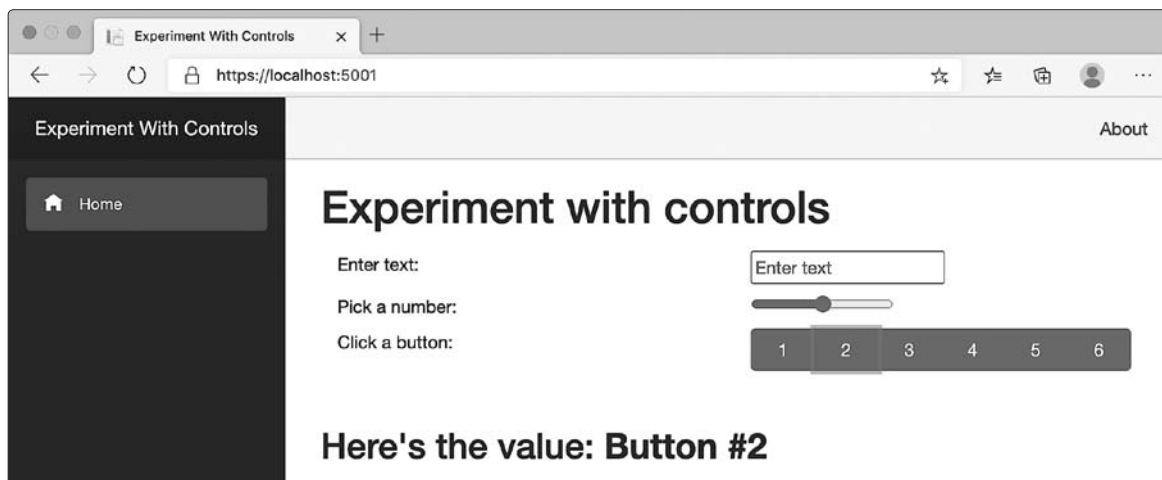 Experiment With Controls
https://localhost:5001
Experiment With Controls
About
Home
Experiment with controls
Enter text:
Enter text
Pick a number:
Click a button:
1 2 3 4 5 6
Here's the value: Button #2